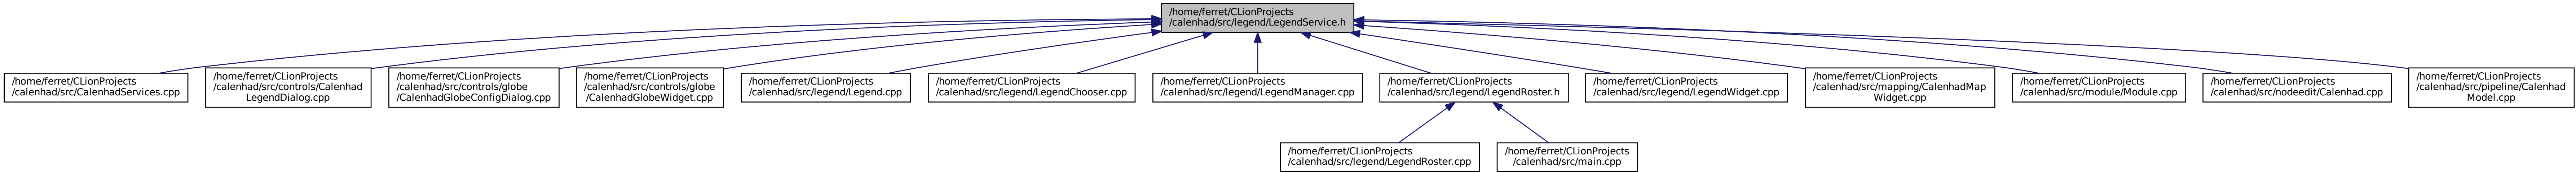 /home/ferret/CLionProjects
/calenhad/src/legend/LegendService.h
/home/ferret/CLionProjects
/calenhad/src/CalenhadServices.cpp
/home/ferret/CLionProjects
/calenhad/src/controls/Calenhad
LegendDialog.cpp
/home/ferret/CLionProjects
/calenhad/src/controls/globe
/CalenhadGlobeConfigDialog.cpp
/home/ferret/CLionProjects
/calenhad/src/controls/globe
/CalenhadGlobeWidget.cpp
/home/ferret/CLionProjects
/calenhad/src/legend/Legend.cpp
/home/ferret/CLionProjects
/calenhad/src/legend/LegendChooser.cpp
/home/ferret/CLionProjects
/calenhad/src/legend/LegendManager.cpp
/home/ferret/CLionProjects
/calenhad/src/legend/LegendRoster.h
/home/ferret/CLionProjects
/calenhad/src/legend/LegendWidget.cpp
/home/ferret/CLionProjects
/calenhad/src/mapping/CalenhadMap
Widget.cpp
/home/ferret/CLionProjects
/calenhad/src/module/Module.cpp
/home/ferret/CLionProjects
/calenhad/src/nodeedit/Calenhad.cpp
/home/ferret/CLionProjects
/calenhad/src/pipeline/Calenhad
Model.cpp
/home/ferret/CLionProjects
/calenhad/src/legend/LegendRoster.cpp
/home/ferret/CLionProjects
/calenhad/src/main.cpp